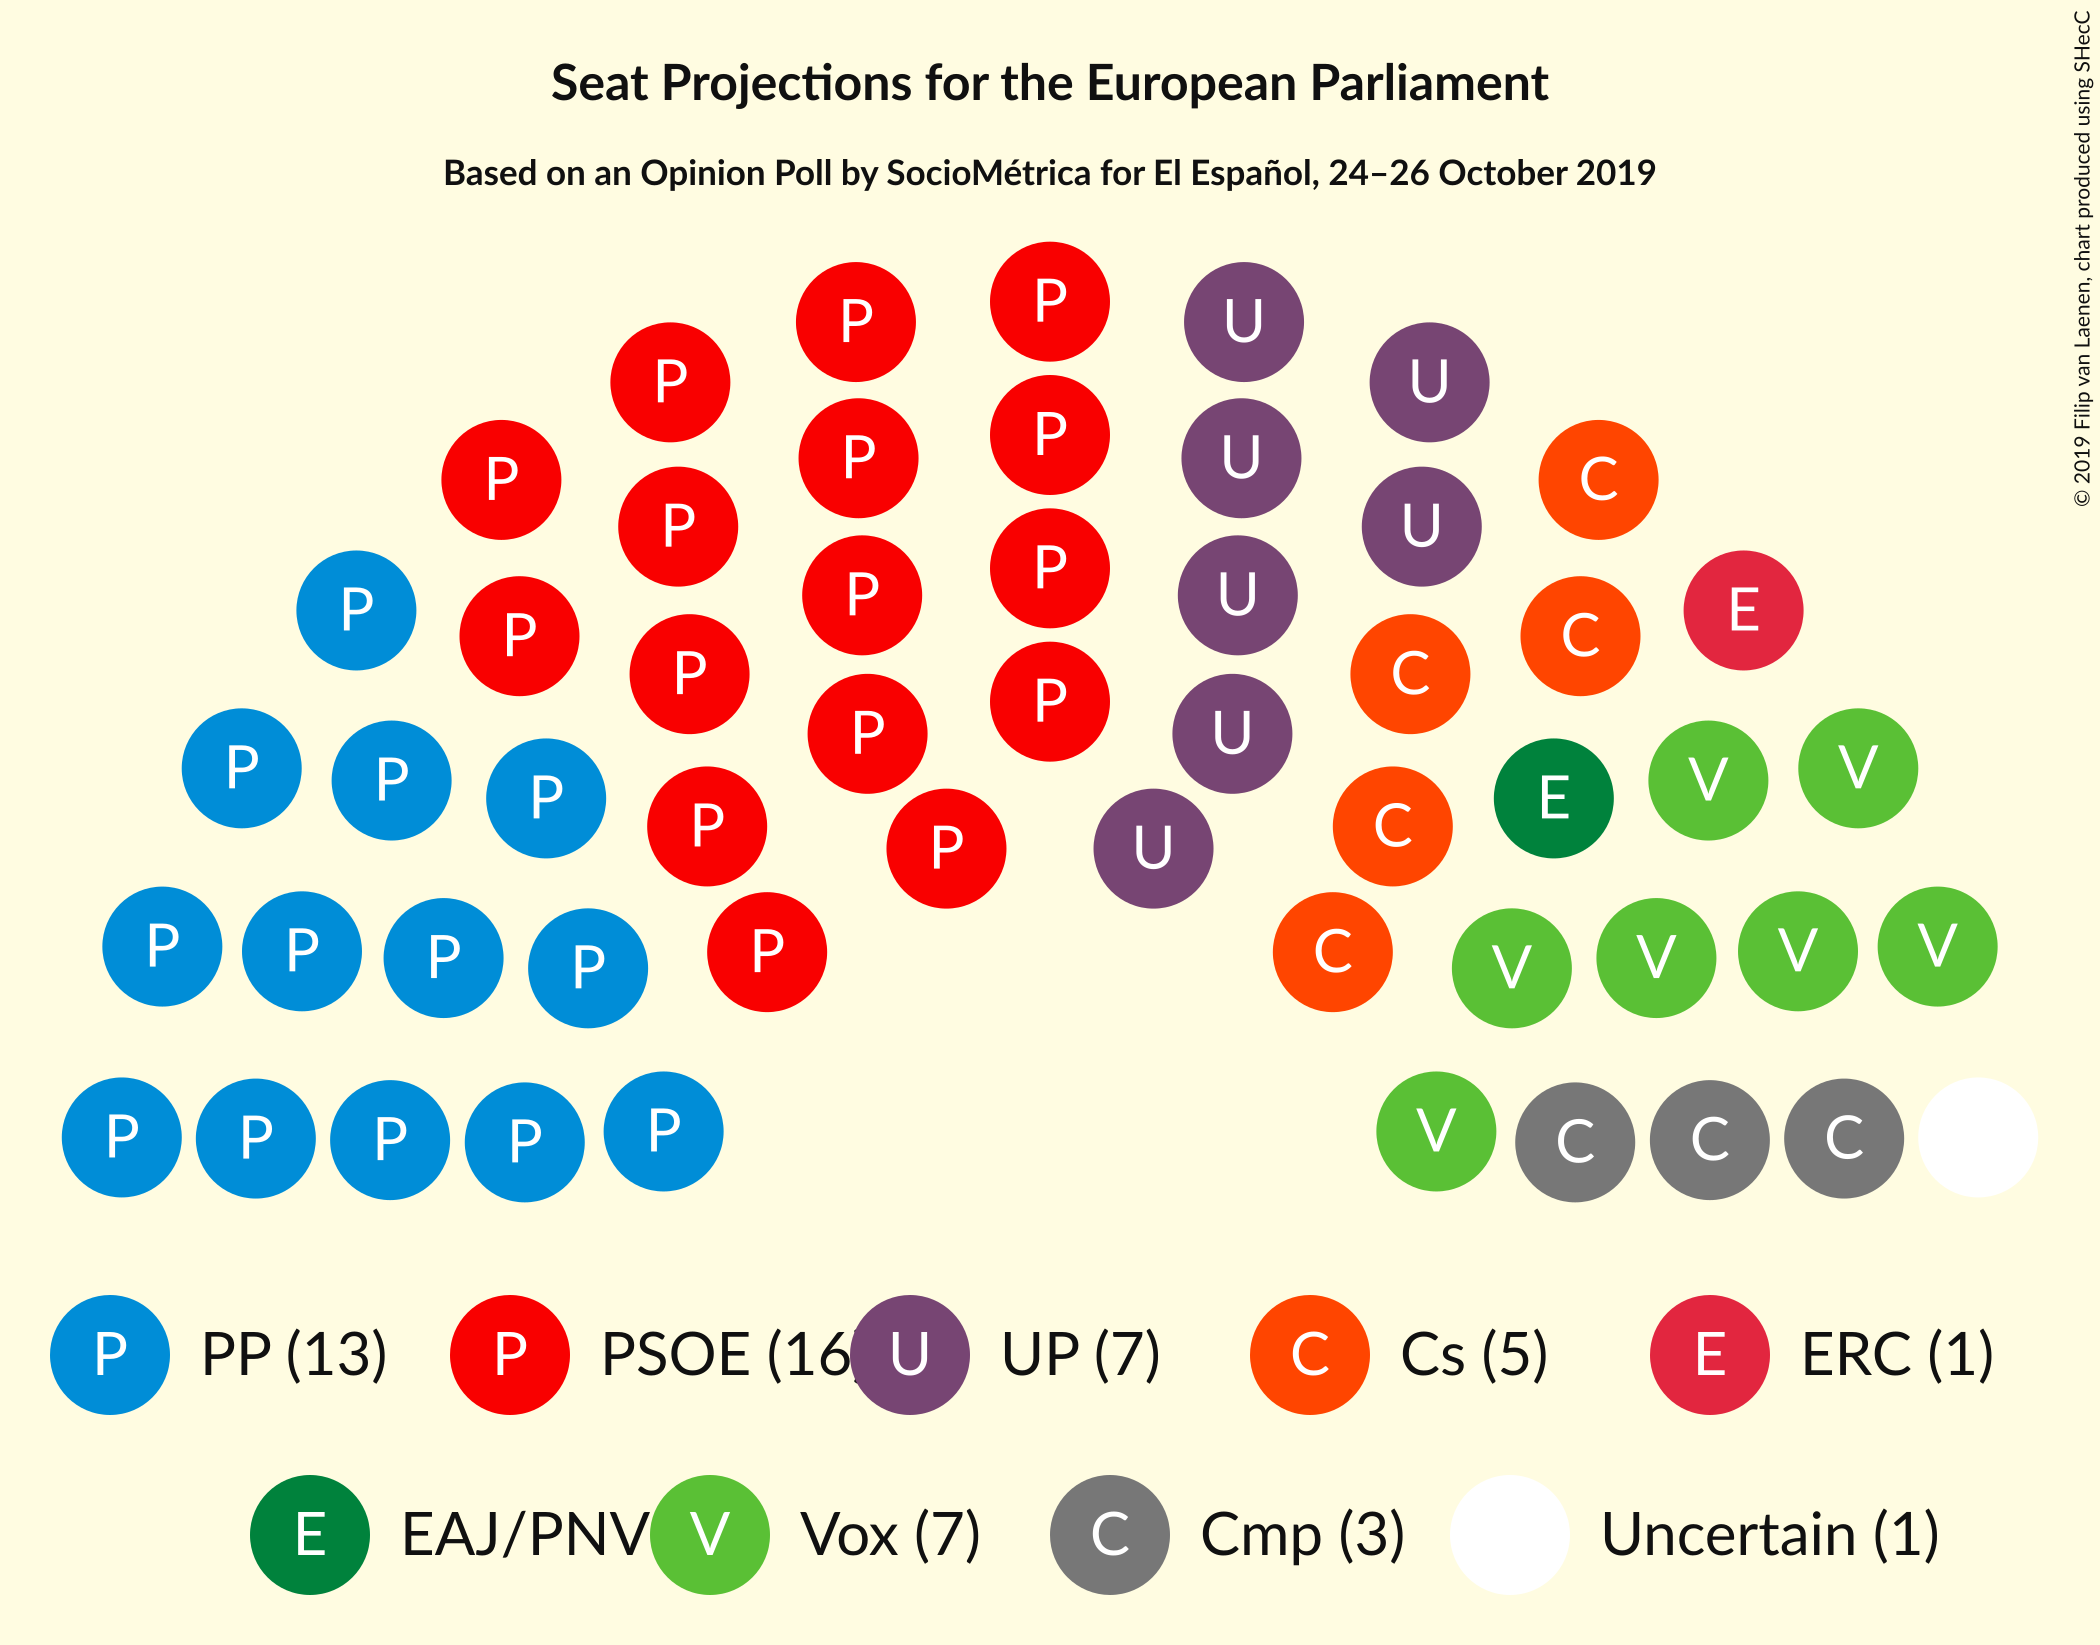 Seat Projections for the European Parliament
Based on an Opinion Poll by SocioMétrica for El Español, 24–26 October 2019
© 2019 Filip van Laenen, chart produced using SHecC
P
P U
P U
P P P U U
P C
P P U
P P P U C
P E
P P C
P U
P P V V
P P E
P C
P U
P P C V
P P V V
P V
P P P P P V C C C
P PP (13) P PSOE (16 U UP (7) C Cs (5) E ERC (1)
E EAJ/PNV V Vox (7) C Cmp (3) Uncertain (1)